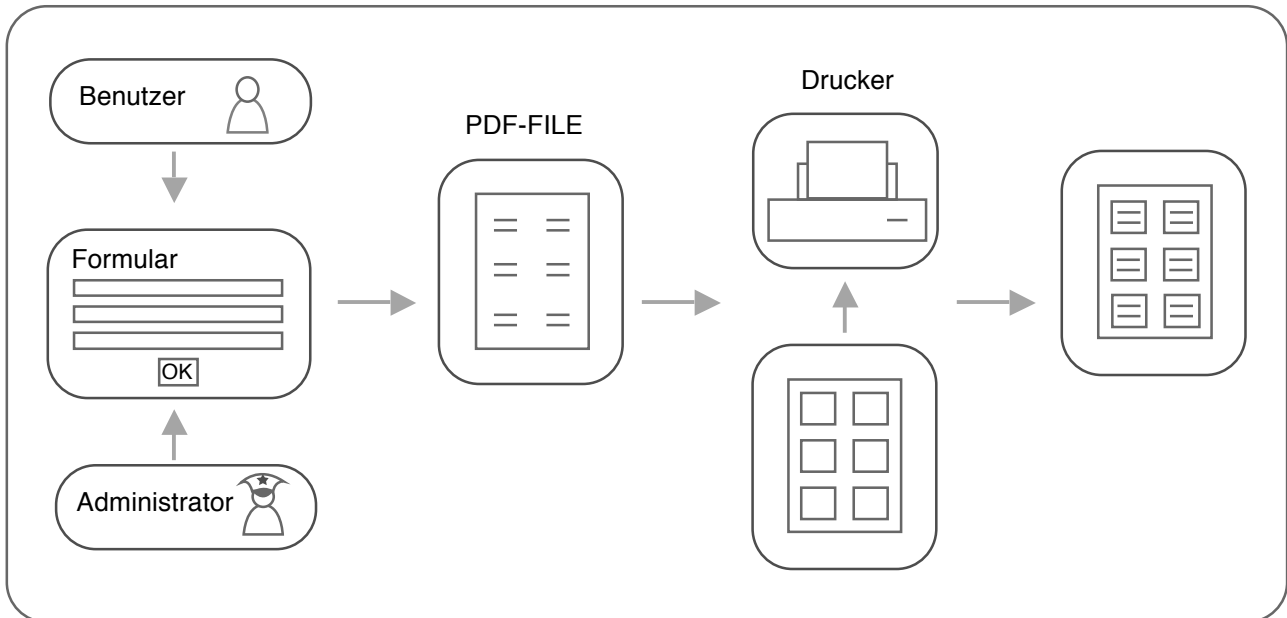 Benutzer
Drucker
PDF-FILE
Formular
OK
Administrator